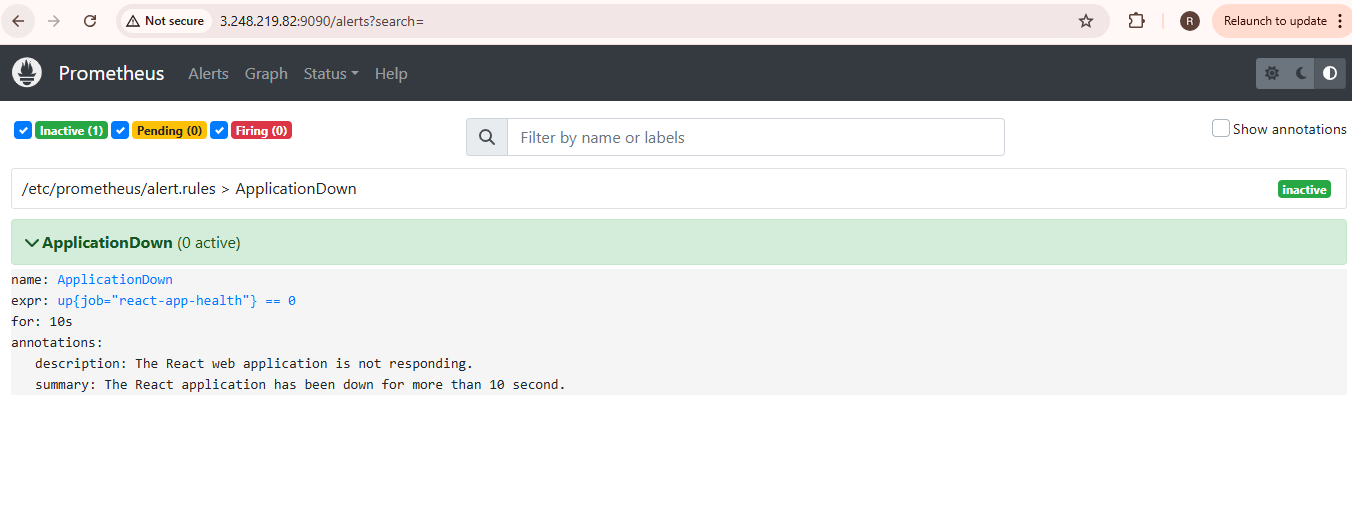 Not secure 3.248.219.82:9090/alerts?search= R Relaunch to update
Prometheus Alerts Graph Status Help
Inactive (1) Pending (0) Firing (0) Filter by name or labels Show annotations
/etc/prometheus/alert.rules > ApplicationDown inactive
ApplicationDown (0 active)
name: ApplicationDown
expr: up{job="react-app-health"} == 0
for: 10s
annotations:
description: The React web application is not responding.
summary: The React application has been down for more than 10 second.